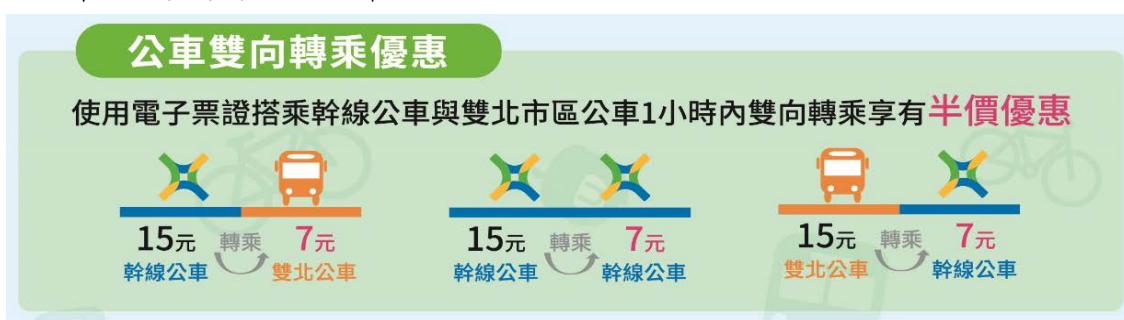 公車雙向轉乘優惠
使用電子票證搭乘幹線公車與雙北市區公車1小時內雙向轉乘享有半價優惠
15元 轉乘 7元
幹線公車 雙北公車
15元 轉乘 7元
幹線公車 幹線公車
15元 轉乘 7元
雙北公車 幹線公車